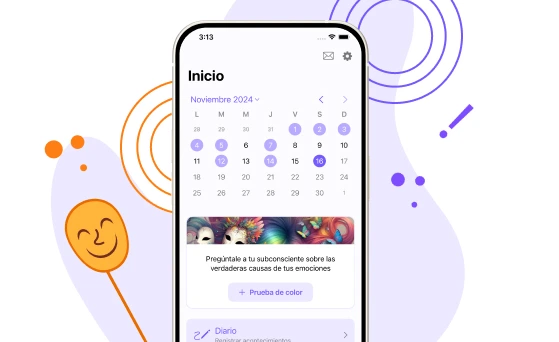 3:13
Inicio
Noviembre 2024
L M M J V S D
28 29 30 31 1 2 3
4 5 6 7 8 9 10
11 12 13 14 15 16 17
18 19 20 21 22 23 24
25 26 27 28 29 30 1
Pregúntale a tu subconsciente sobre las
verdaderas causas de tus emociones
+ Prueba de color
Diario
Registrar acontecimientos